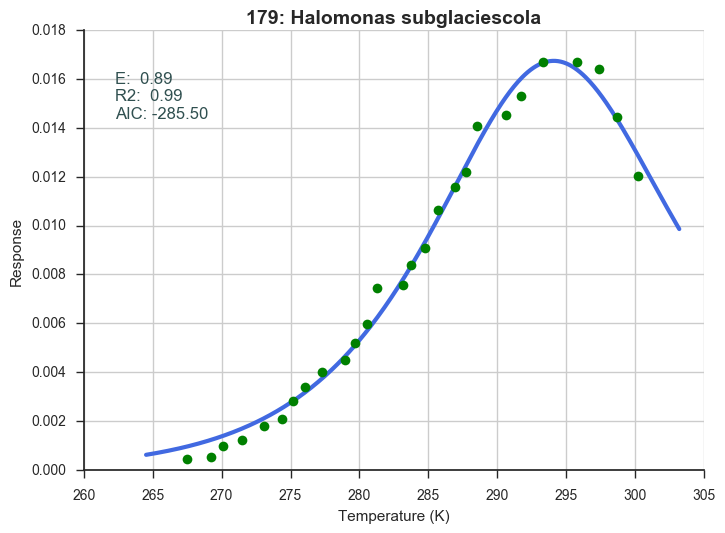 179: Halomonas subglaciescola
E: 0.89
R2: 0.99
AIC: -285.50
Response
0.018
0.016
0.014
0.012
0.010
0.008
0.006
0.004
0.002
0.000
260 265 270 275 280 285 290 295 300 305
Temperature (K)